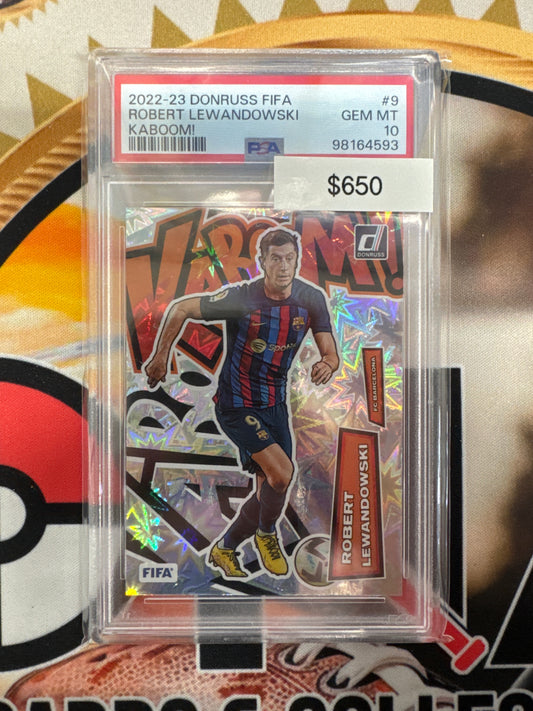 2022-23 DONRUSS FIFA #9
ROBERT LEWANDOWSKI GEM MT
KABOOM! 10
PSA 98164593
$650
KABOOM!
DONRUSS
FC BARCELONA
9
ROBERT
LEWANDOWSKI
FIFA